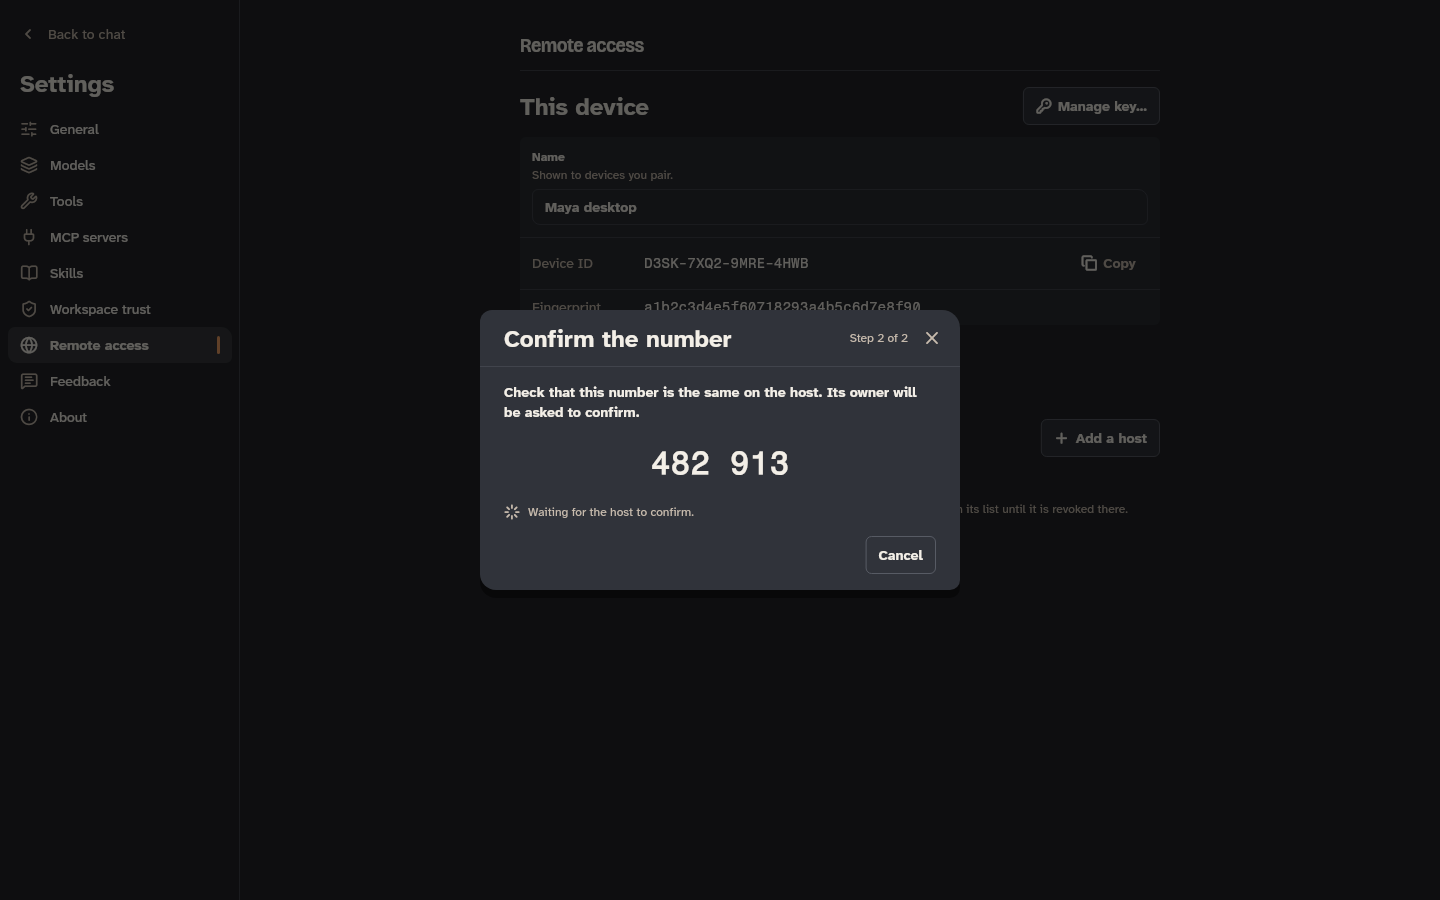 Back to chat
Settings
General
Models
Tools
MCP servers
Skills
Workspace trust
Remote access
Feedback
About
Remote access
This device
Manage key...
Name
Shown to devices you pair.
Maya desktop
Device ID
D3SK-7XQ2-9MRE-4HWB
Copy
Fingerprint
a1b2c3d4e5f60718293a4b5c6d7e8f90
Confirm the number
Step 2 of 2
Check that this number is the same on the host. Its owner will
be asked to confirm.
482 913
Waiting for the host to confirm.
Cancel
Add a host
its list until it is revoked there.